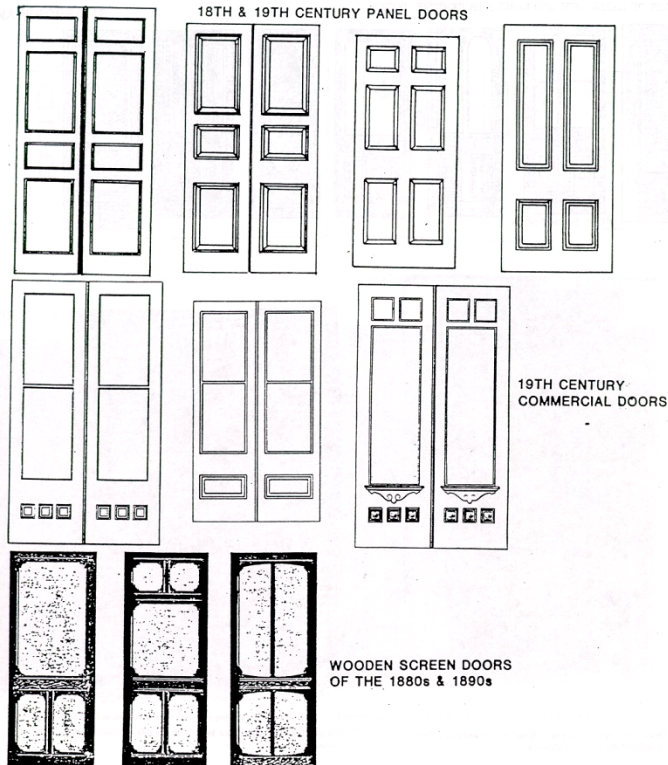 18TH & 19TH CENTURY PANEL DOORS
19TH CENTURY
COMMERCIAL DOORS
WOODEN SCREEN DOORS
OF THE 1880s & 1890s